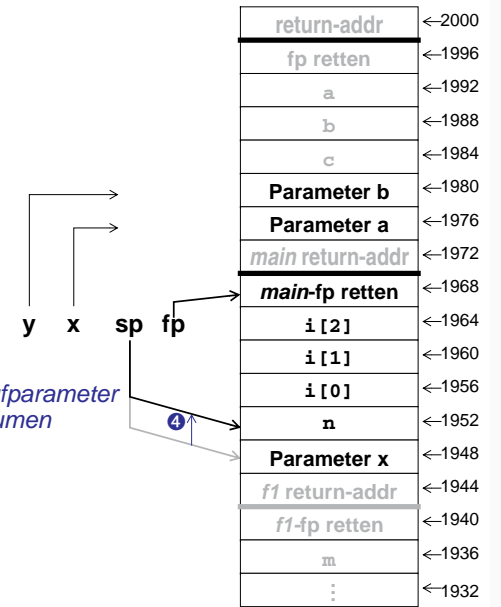 return-addr ←2000
fp retten ←1996
a ←1992
b ←1988
c ←1984
Parameter b ←1980
Parameter a ←1976
main return-addr ←1972
main-fp retten ←1968
y x sp fp i[2] ←1964
i[1] ←1960
fparameter i[0] ←1956
umen ❹ n ←1952
Parameter x ←1948
f1 return-addr ←1944
f1-fp retten ←1940
m ←1936
⋮ ←1932